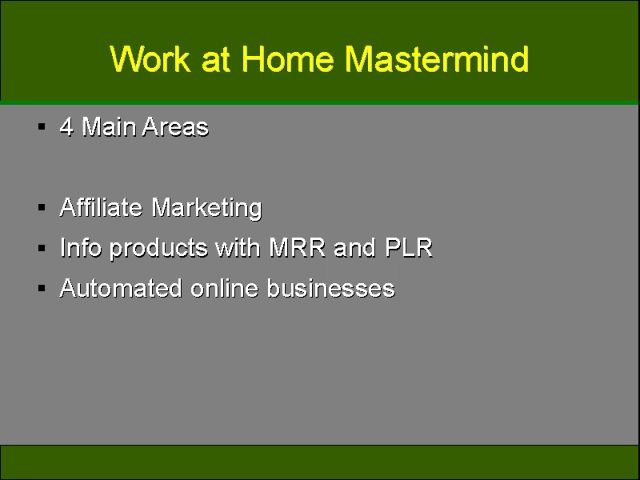 Work at Home Mastermind
▪ 4 Main Areas
▪ Affiliate Marketing
▪ Info products with MRR and PLR
▪ Automated online businesses